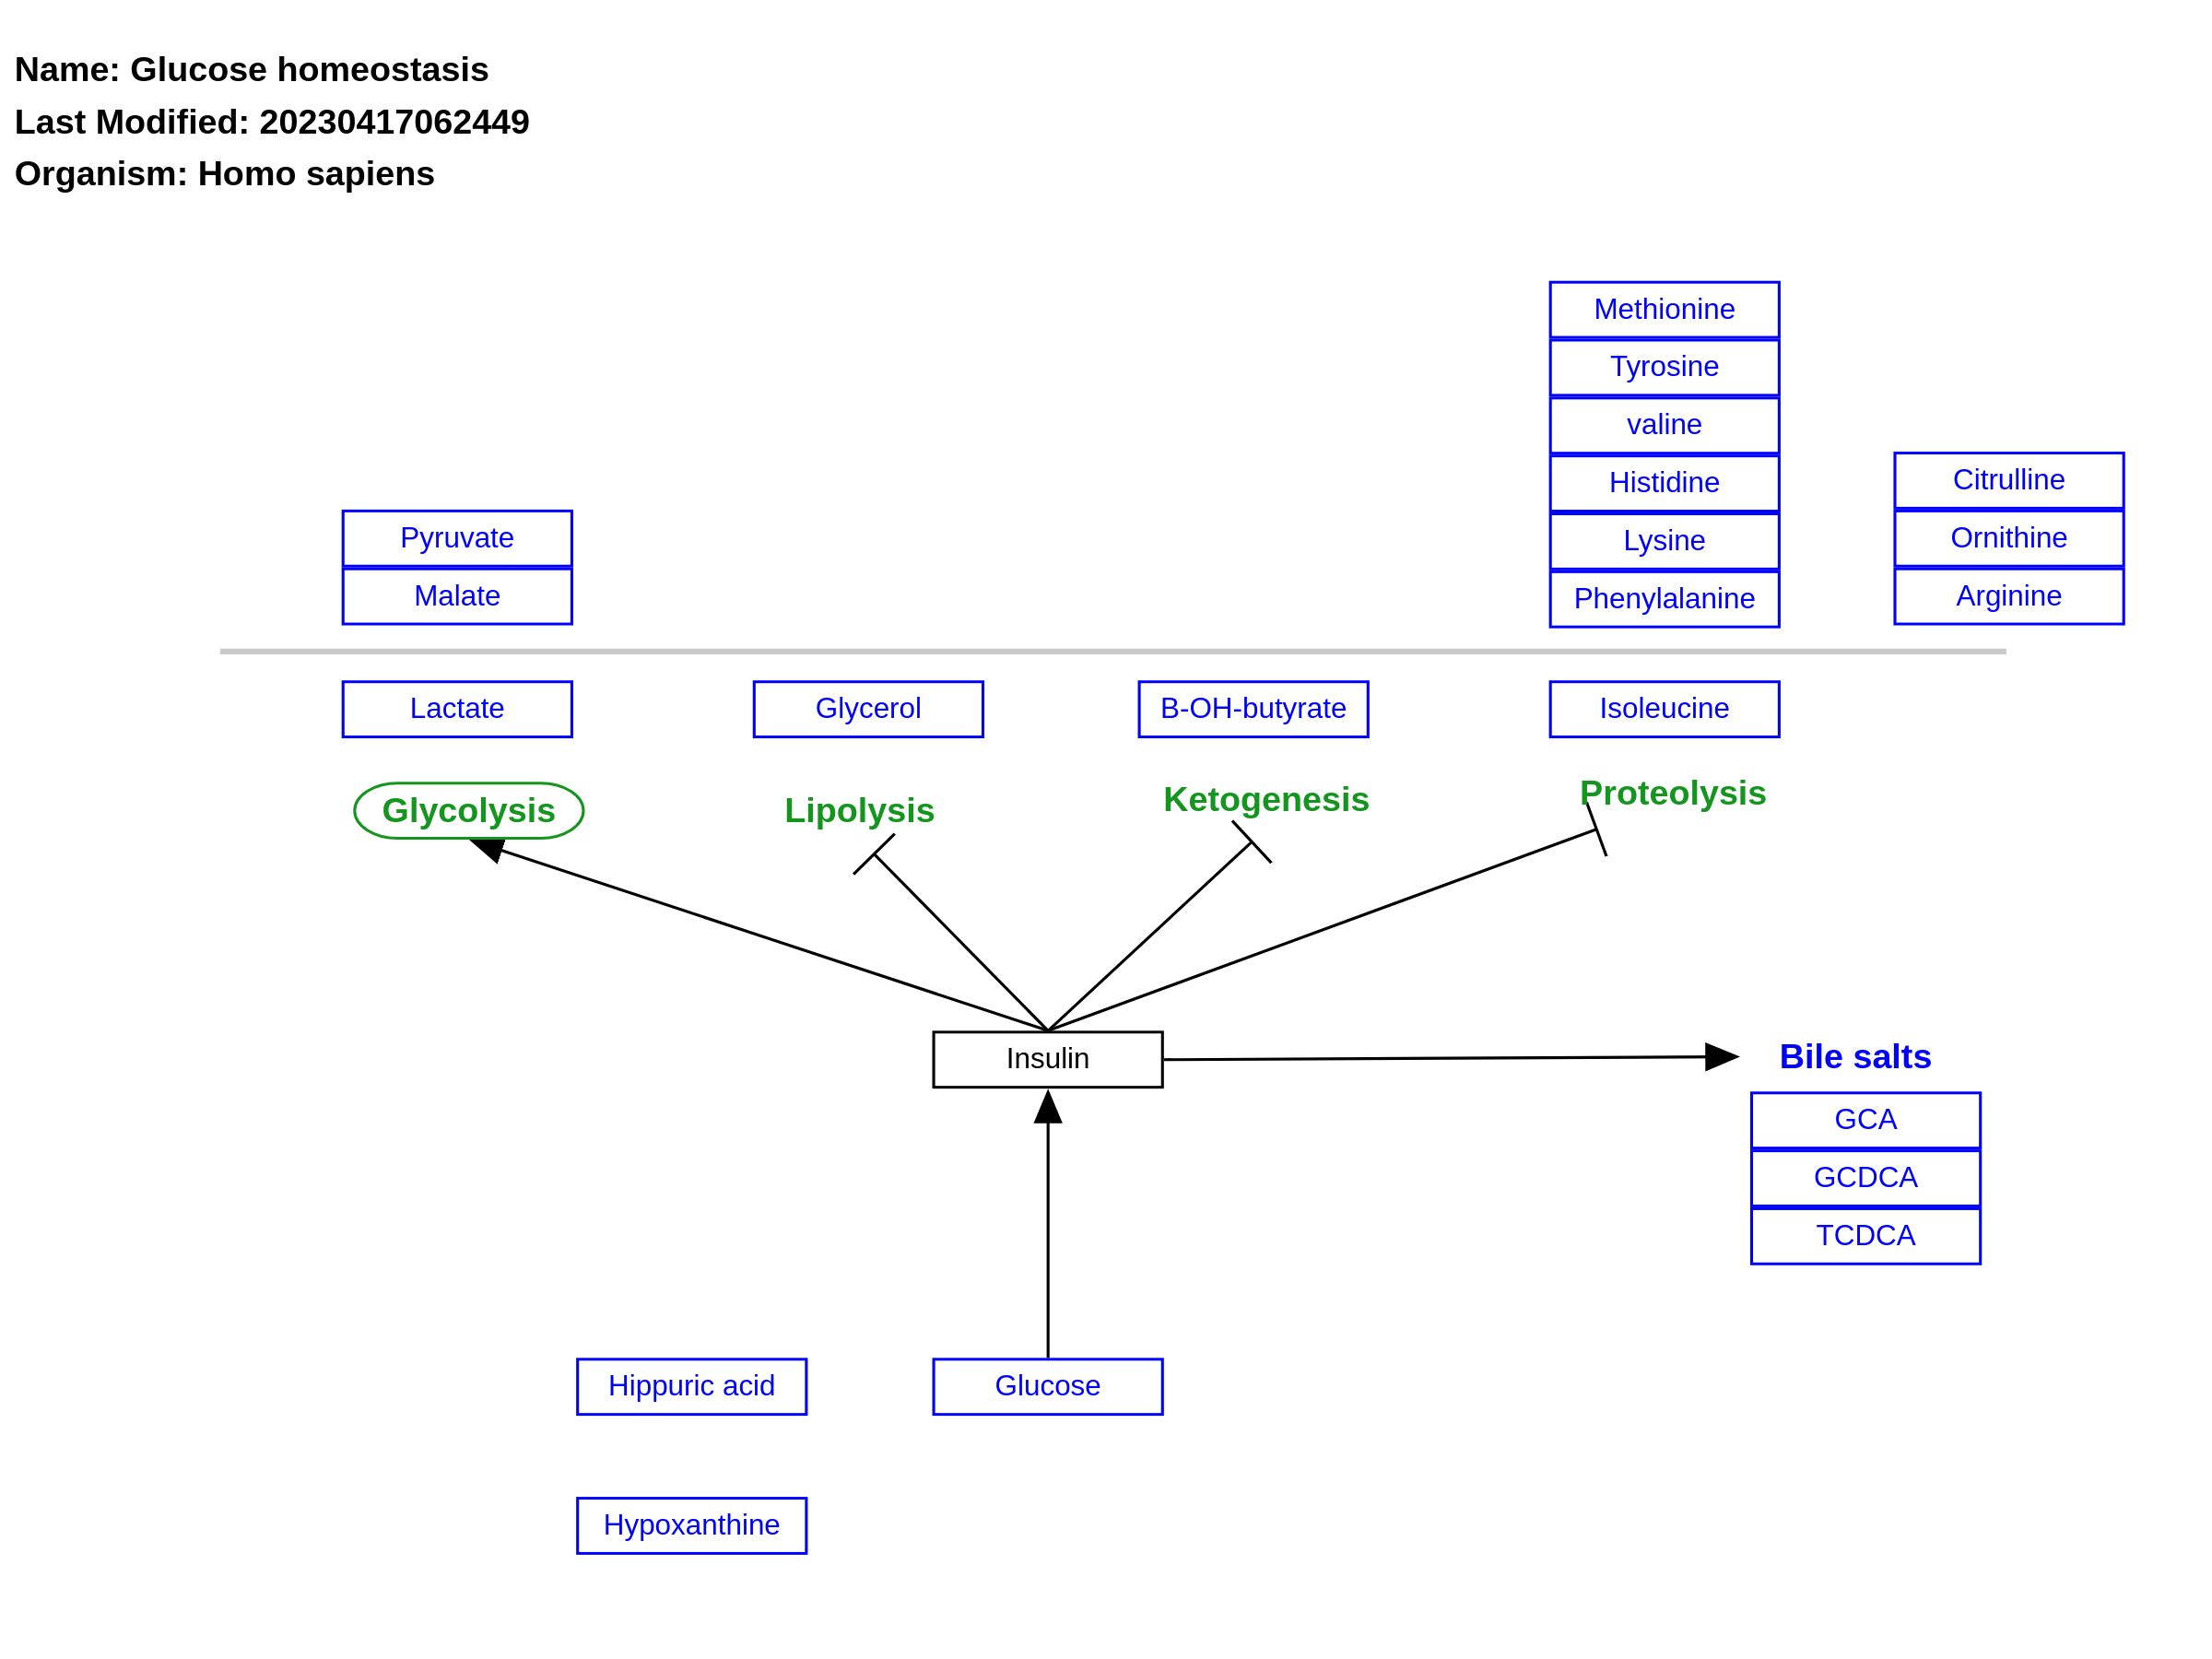 Name: Glucose homeostasis
Last Modified: 20230417062449
Organism: Homo sapiens
Methionine
Tyrosine
valine
Histidine
Lysine
Phenylalanine
Citrulline
Ornithine
Arginine
Pyruvate
Malate
Lactate
Glycerol
B-OH-butyrate
Isoleucine
Glycolysis
Lipolysis
Ketogenesis
Proteolysis
Insulin
Bile salts
GCA
GCDCA
TCDCA
Hippuric acid
Glucose
Hypoxanthine